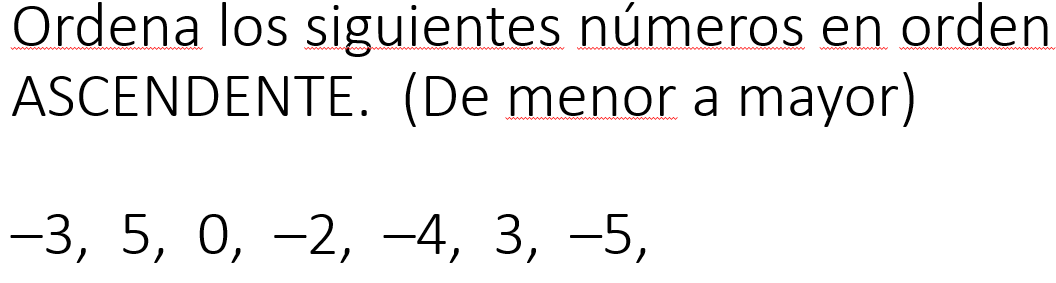 Ordena los siguientes números en orden
ASCENDENTE.  (De menor a mayor)
–3,  5,  0,  –2,  –4,  3,  –5,